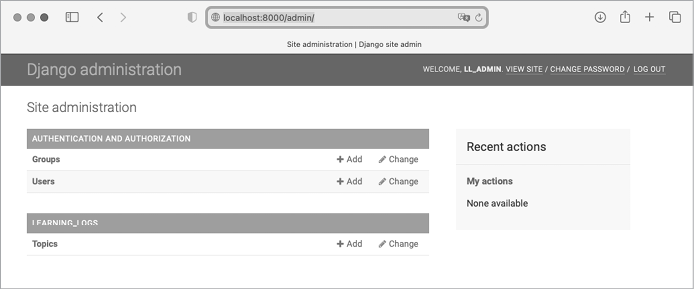 localhost:8000/admin/
Site administration | Django site admin
Django administration
WELCOME, LL_ADMIN. VIEW SITE / CHANGE PASSWORD / LOG OUT
Site administration
AUTHENTICATION AND AUTHORIZATION
Groups + Add Change
Users + Add Change
LEARNING_LOGS
Topics + Add Change
Recent actions
My actions
None available